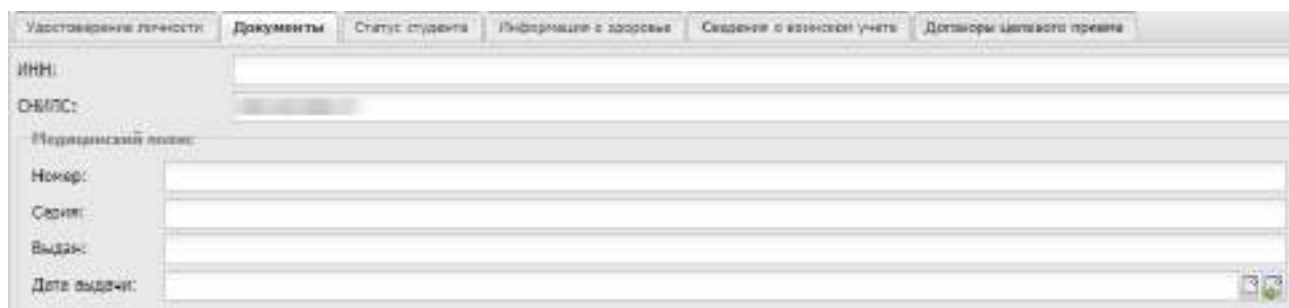 Удостоверение личности Документы Статус студента Информация о здоровье Сведения о воинском учете Договоры целевого приема
ИНН:
СНИЛС:
Медицинский полис
Номер:
Серия:
Выдан:
Дата выдачи: